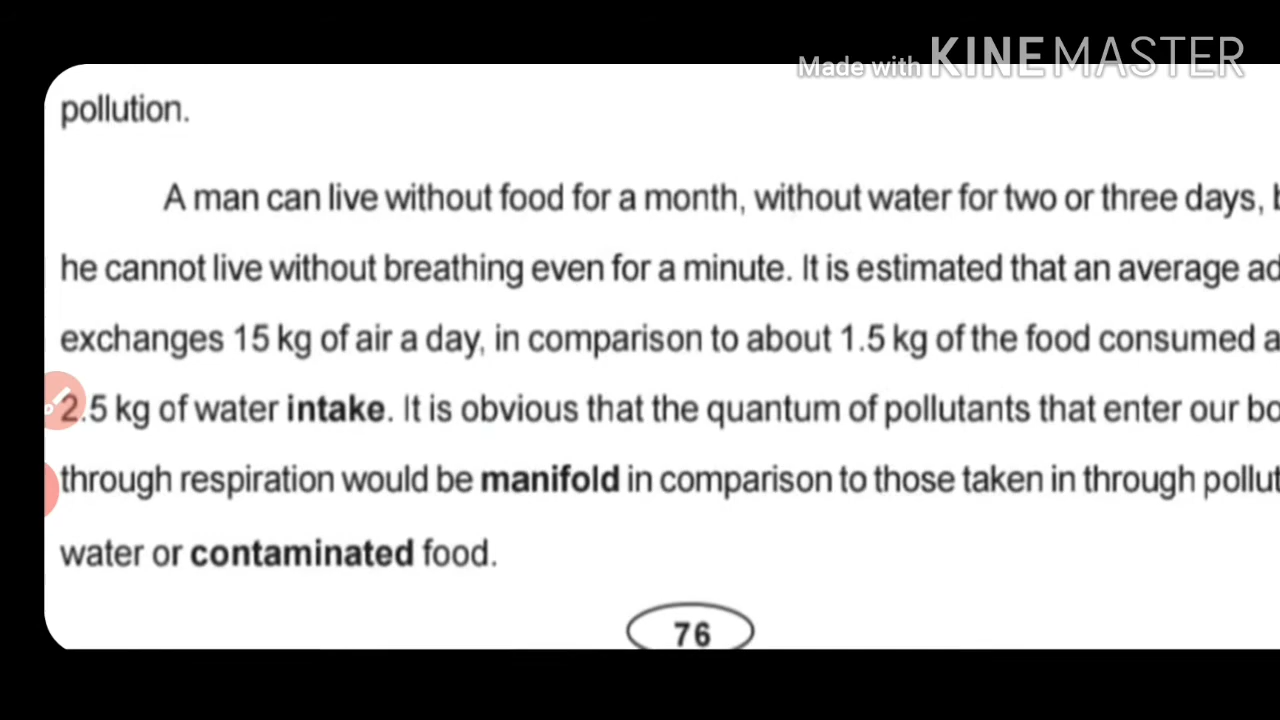 Made with KINEMASTER
pollution.
A man can live without food for a month, without water for two or three days,
he cannot live without breathing even for a minute. It is estimated that an average
exchanges 15 kg of air a day, in comparison to about 1.5 kg of the food consumed
2.5 kg of water intake. It is obvious that the quantum of pollutants that enter our
through respiration would be manifold in comparison to those taken in through
water or contaminated food.
76